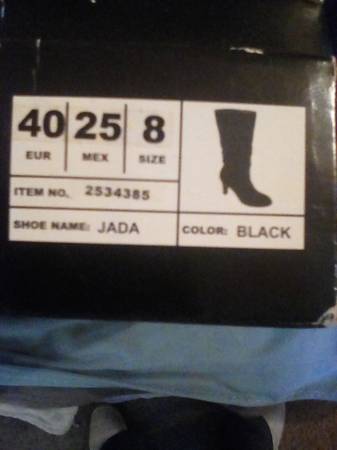 40 25 8
EUR MEX SIZE
ITEM NO. 2534385
SHOE NAME: JADA
COLOR: BLACK